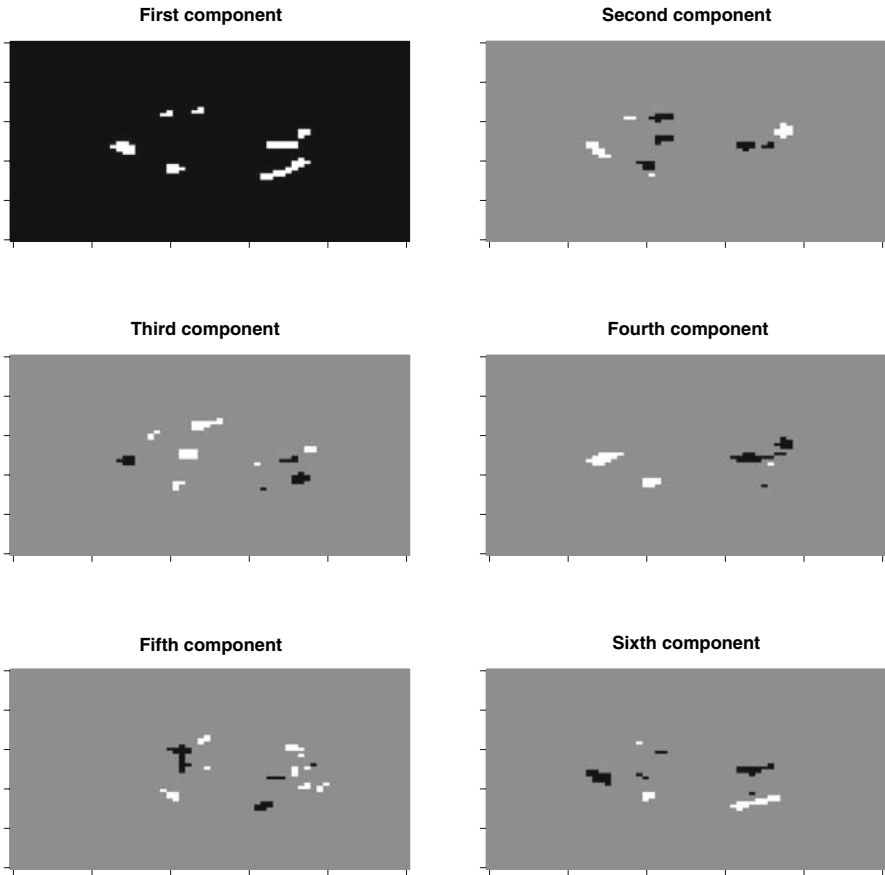 First component
Second component
Third component
Fourth component
Fifth component
Sixth component